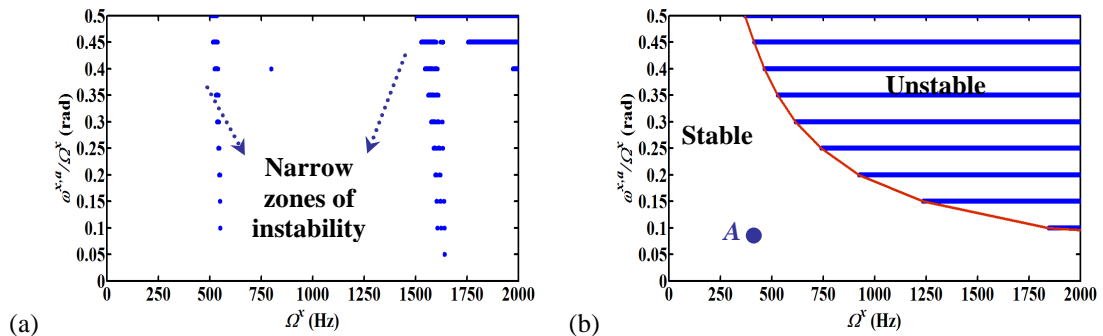 0.5
0.45
0.4
0.35
0.3
0.25
0.2
0.15
0.1
0.05
0
ω^{x,a}/Ω^x (rad)
Narrow
zones of
instability
0 250 500 750 1000 1250 1500 1750 2000
Ω^x (Hz)
(a)
0.5
0.45
0.4
0.35
0.3
0.25
0.2
0.15
0.1
0.05
0
ω^{x,a}/Ω^x (rad)
Unstable
Stable
A
0 250 500 750 1000 1250 1500 1750 2000
Ω^x (Hz)
(b)